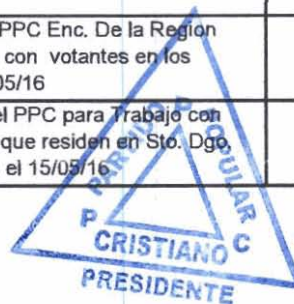 PPC Enc. De la Region
con votantes en los
05/16
el PPC para Trabajo con
que residen en Sto. Dgo,
el 15/05/16
PARTIDO POPULAR
CRISTIANO
P P C
PRESIDENTE